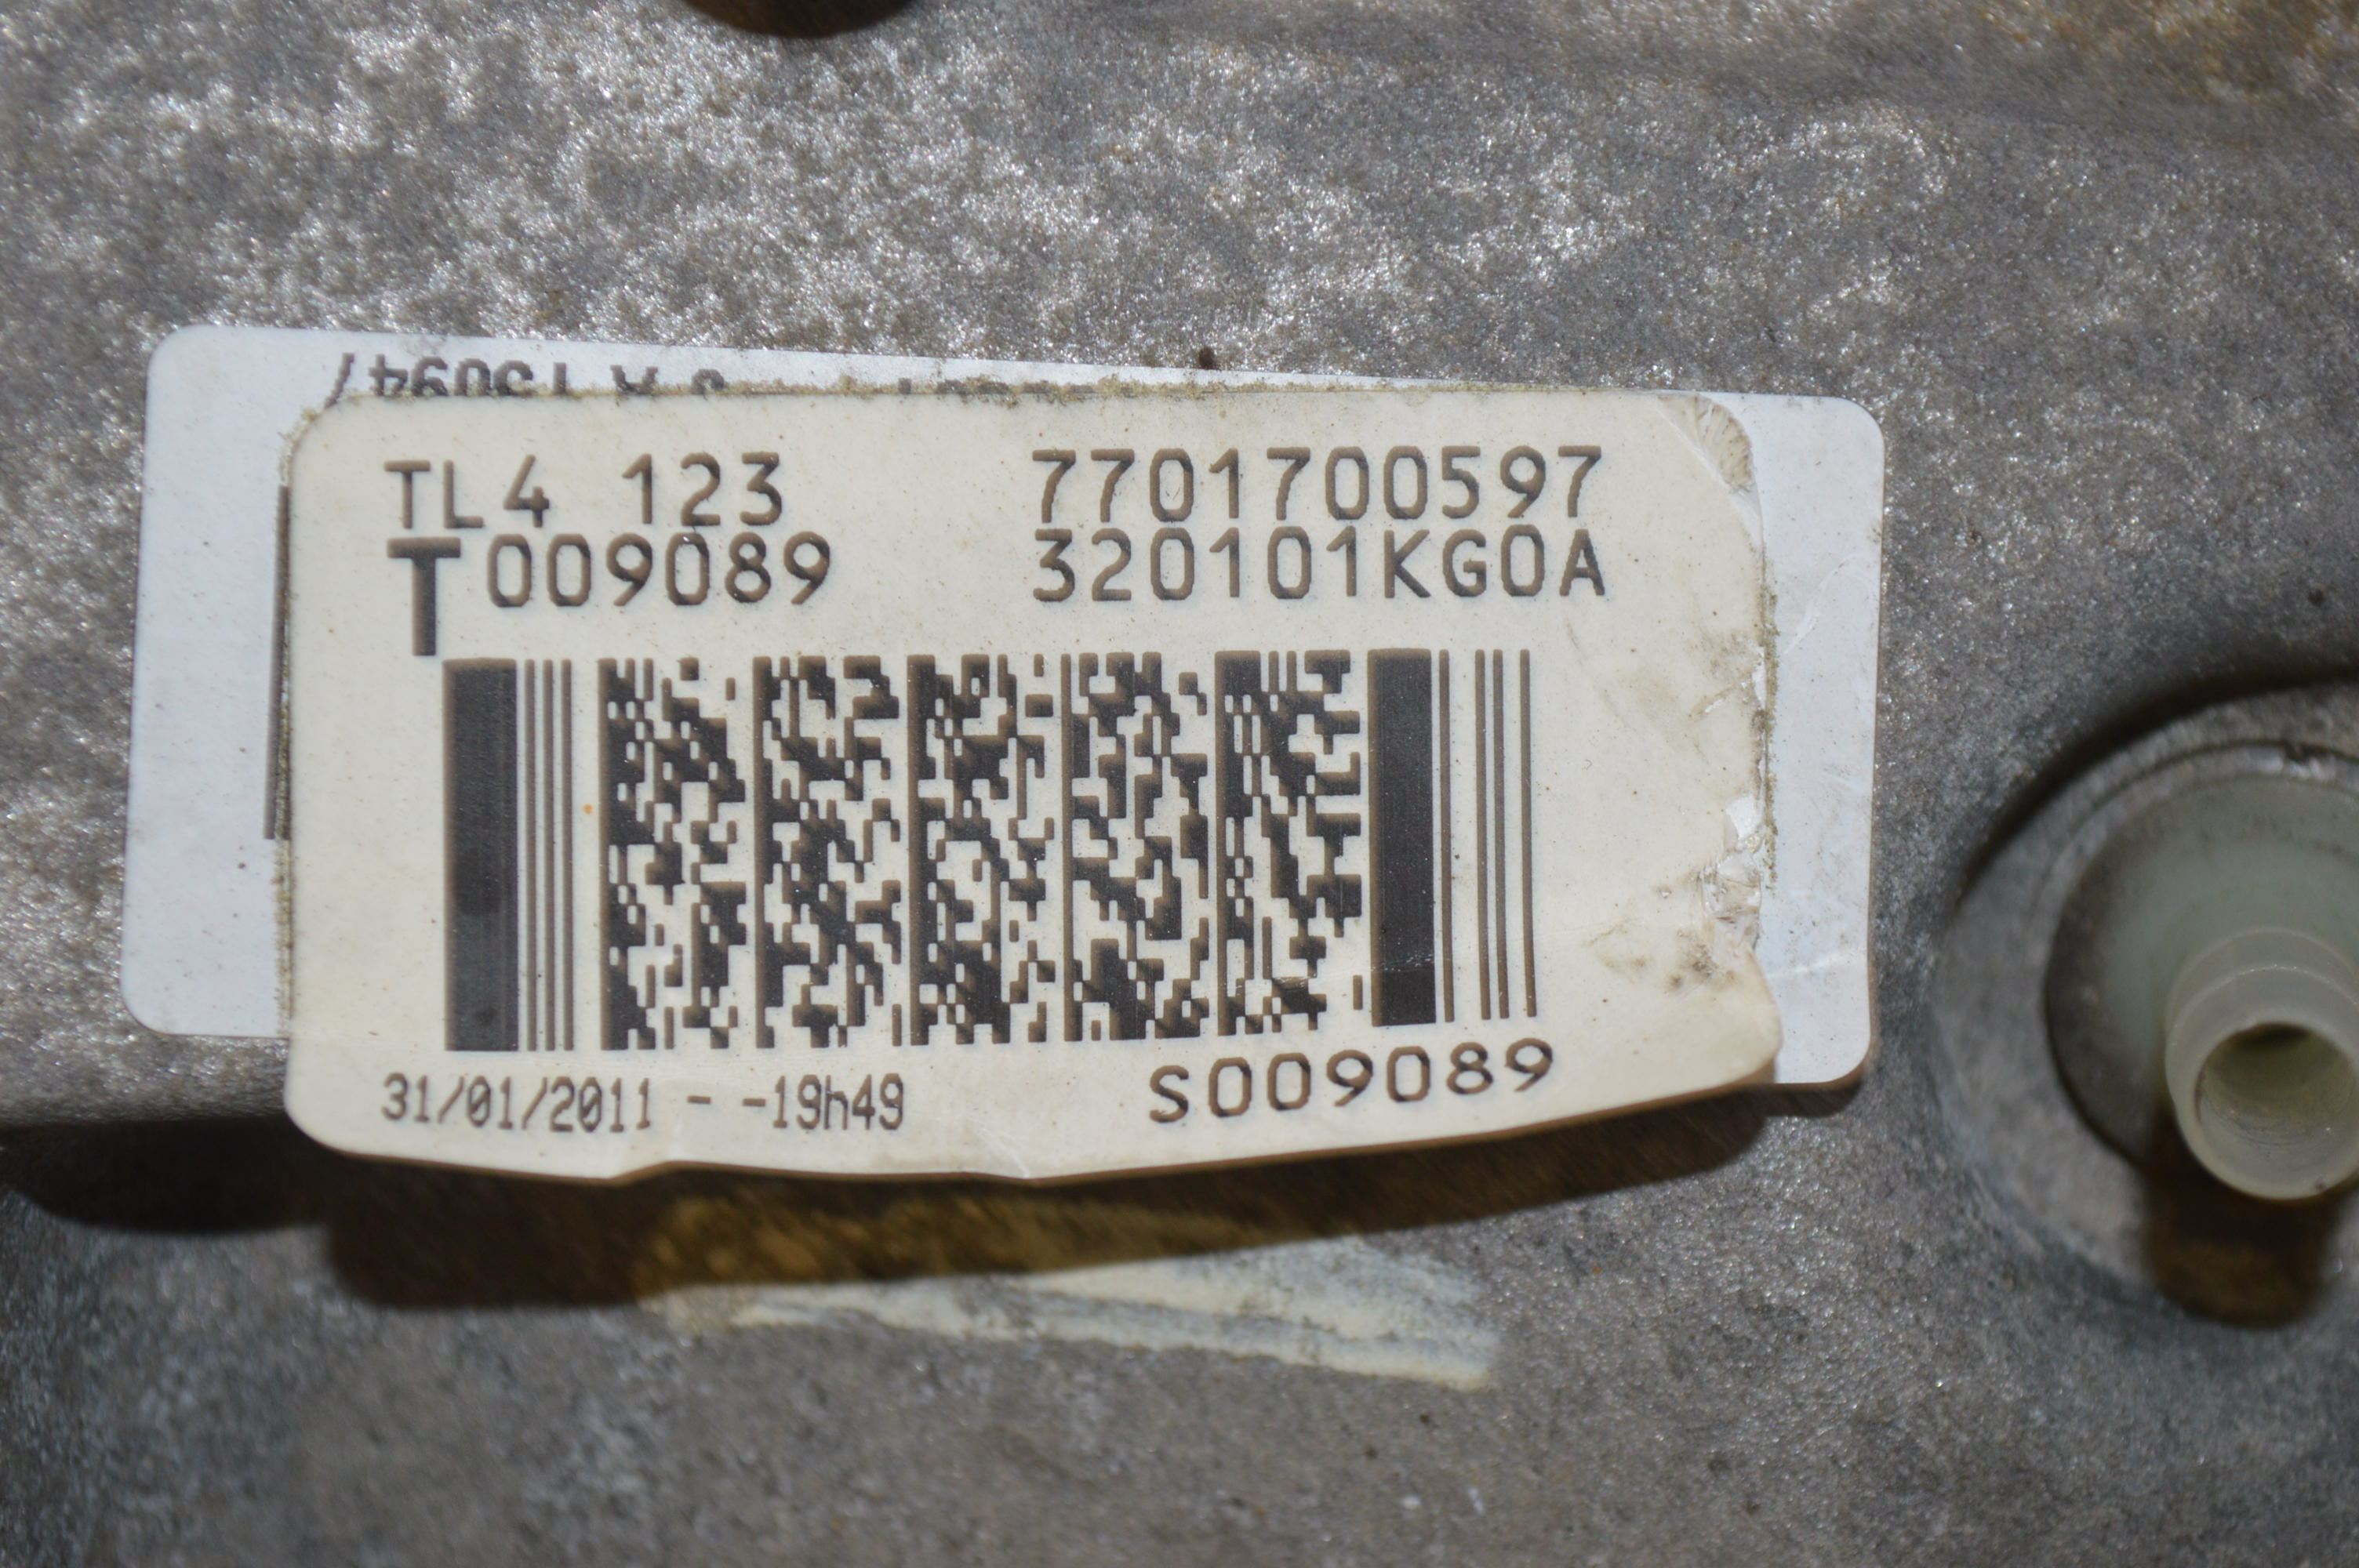 TL4 123 7701700597
T009089 320101KG0A
31/01/2011 - -19h49 S009089